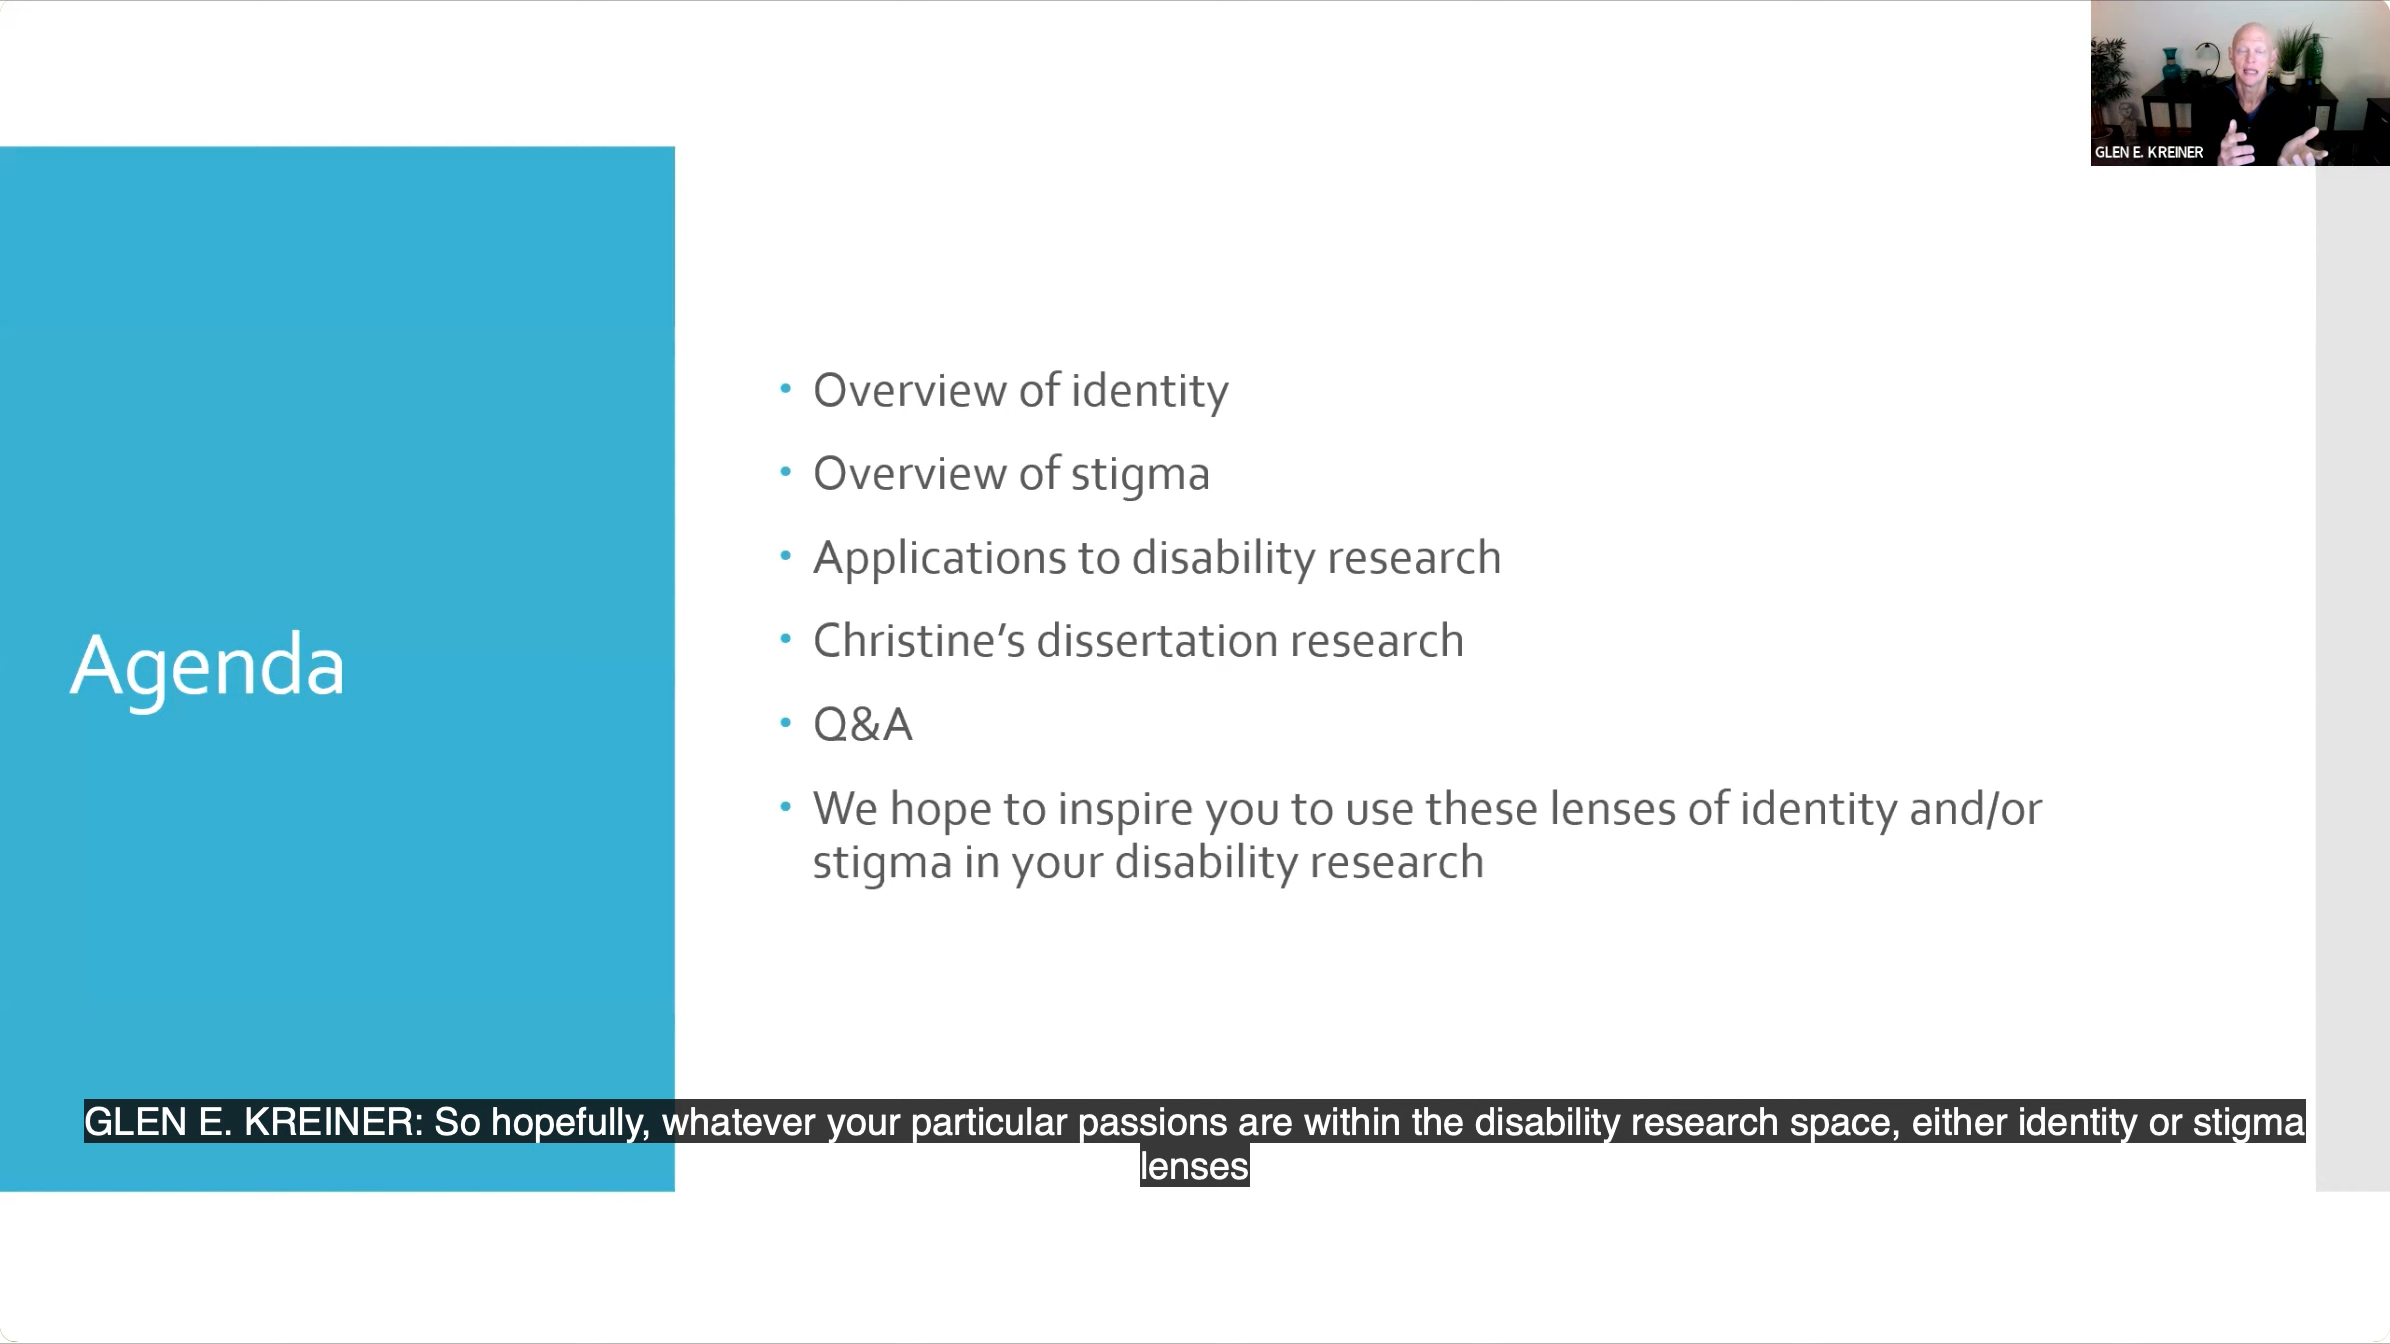 GLEN E. KREINER
Agenda
• Overview of identity
• Overview of stigma
• Applications to disability research
• Christine’s dissertation research
• Q&A
• We hope to inspire you to use these lenses of identity and/or
stigma in your disability research
GLEN E. KREINER: So hopefully, whatever your particular passions are within the disability research space, either identity or stigma
lenses